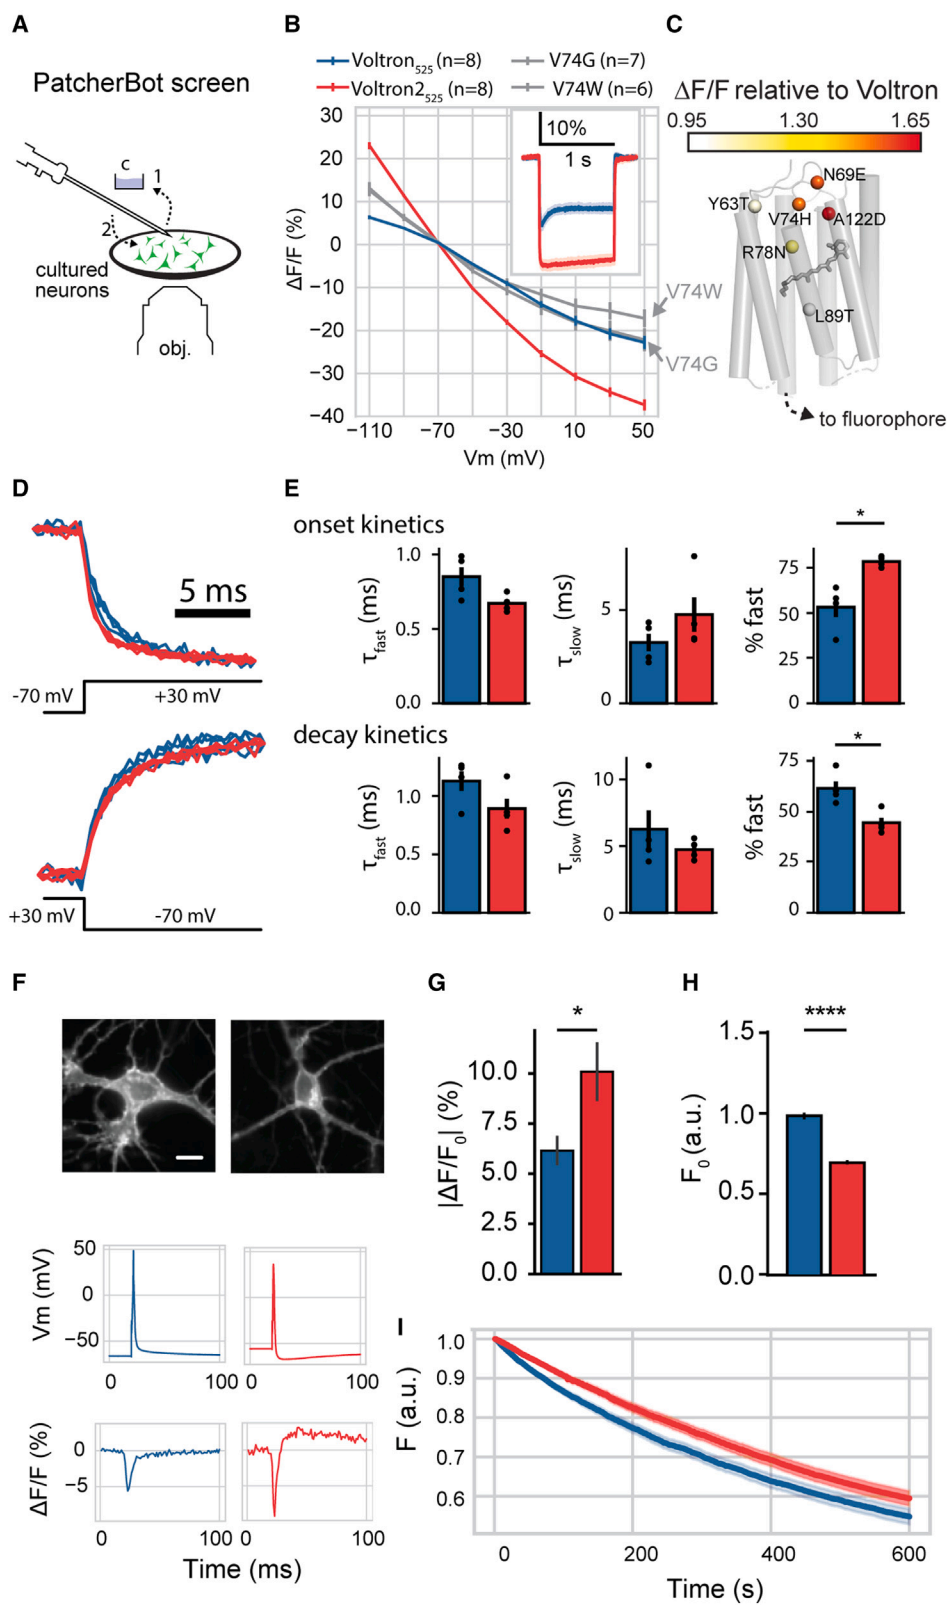 A
PatcherBot screen
c
1
2
cultured
neurons
obj.
B
Voltron525 (n=8)
V74G (n=7)
Voltron2525 (n=8)
V74W (n=6)
ΔF/F (%)
30
20
10
0
−10
−20
−30
−40
10%
1 s
V74W
V74G
−110
−70
−30
10
50
Vm (mV)
C
ΔF/F relative to Voltron
0.95
1.30
1.65
N69E
Y63T
V74H
A122D
R78N
L89T
to fluorophore
D
5 ms
-70 mV
+30 mV
+30 mV
-70 mV
E
onset kinetics
τfast (ms)
1.0
0.5
0.0
τslow (ms)
5
0
% fast
75
50
25
0
*
decay kinetics
τfast (ms)
1.0
0.5
0.0
τslow (ms)
10
5
0
% fast
75
50
25
0
*
F
Vm (mV)
50
0
−50
0
100
0
100
ΔF/F (%)
0
−5
0
100
0
100
Time (ms)
G
*
|ΔF/F0| (%)
10.0
7.5
5.0
2.5
0.0
H
****
F0 (a.u.)
1.5
1.0
0.5
0.0
I
F (a.u.)
1.0
0.9
0.8
0.7
0.6
0
200
400
600
Time (s)